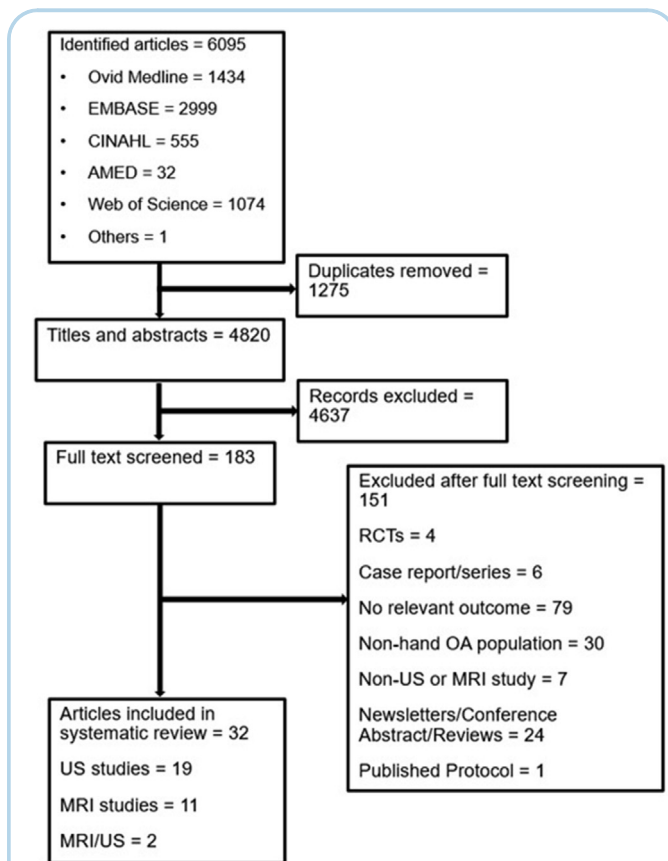 Identified articles = 6095
• Ovid Medline = 1434
• EMBASE = 2999
• CINAHL = 555
• AMED = 32
• Web of Science = 1074
• Others = 1
Duplicates removed =
1275
Titles and abstracts = 4820
Records excluded =
4637
Full text screened = 183
Excluded after full text screening =
151
RCTs = 4
Case report/series = 6
No relevant outcome = 79
Non-hand OA population = 30
Non-US or MRI study = 7
Newsletters/Conference
Abstract/Reviews = 24
Published Protocol = 1
Articles included in
systematic review = 32
US studies = 19
MRI studies = 11
MRI/US = 2